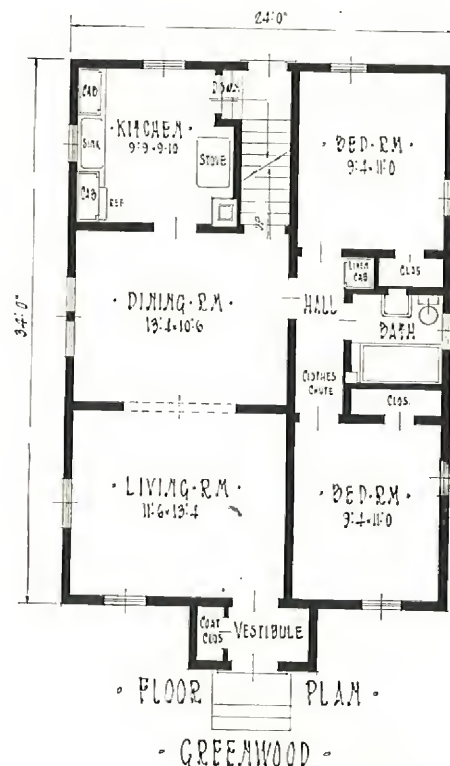 24'0"
34'0"
CAB
SINK
CAB
REF.
· KITCHEN ·
9'9 × 9'10
STOVE
DOWN
UP
· BED·RM ·
9'4 × 11'0
LINEN
CAB
CLOS
· DINING·RM ·
13'4 × 10'6
HALL
BATH
CLOTHES
CHUTE
CLOS.
· LIVING·RM ·
11'6 × 13'4
· BED·RM ·
9'4 × 11'0
COAT
CLOS
VESTIBULE
· FLOOR PLAN ·
· GREENWOOD ·